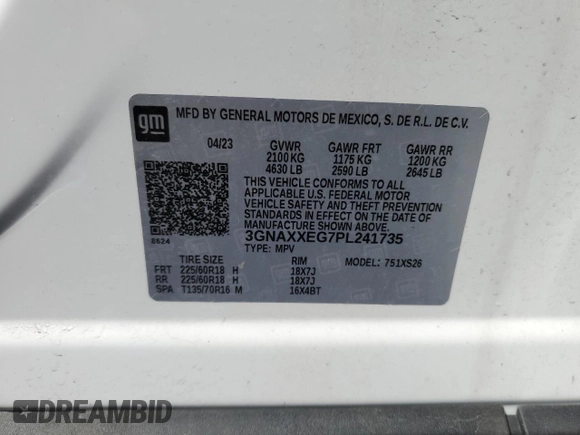 gm
MFD BY GENERAL MOTORS DE MEXICO, S. DE R.L. DE C.V.
04/23 GVWR GAWR FRT GAWR RR
2100 KG 1175 KG 1200 KG
4630 LB 2590 LB 2645 LB
THIS VEHICLE CONFORMS TO ALL
APPLICABLE U.S. FEDERAL MOTOR
VEHICLE SAFETY, BUMPER, AND THEFT
PREVENTION STANDARDS IN
EFFECT ON THE DATE OF
MANUFACTURE SHOWN ABOVE.
3GNAXXEG7PL241735
0624
TYPE: MPV MODEL: 751XS26
TIRE SIZE RIM
FRT 225/60R18 H 18X7J
RR 225/60R18 H 18X7J
SPA T135/70R16 M 16X4BT
DREAMBID